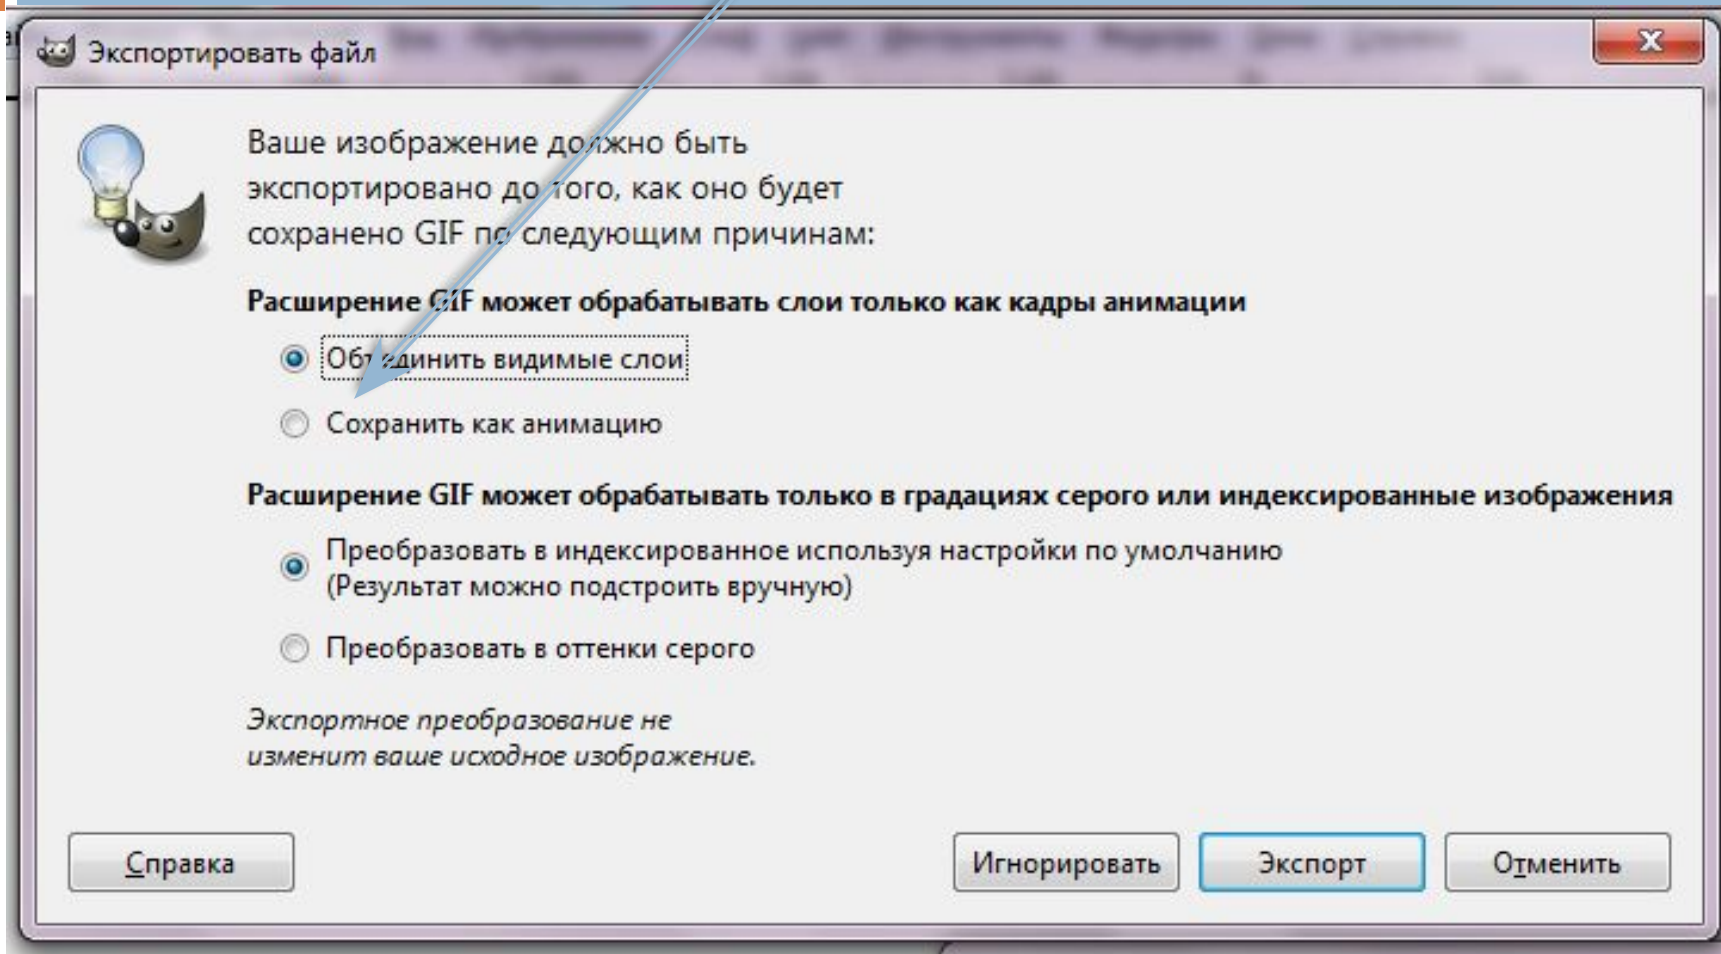 Экспортировать файл
Ваше изображение должно быть
экспортировано до того, как оно будет
сохранено GIF по следующим причинам:
Расширение GIF может обрабатывать слои только как кадры анимации
Объединить видимые слои
Сохранить как анимацию
Расширение GIF может обрабатывать только в градациях серого или индексированные изображения
Преобразовать в индексированное используя настройки по умолчанию
(Результат можно подстроить вручную)
Преобразовать в оттенки серого
Экспортное преобразование не
изменит ваше исходное изображение.
Справка
Игнорировать
Экспорт
Отменить